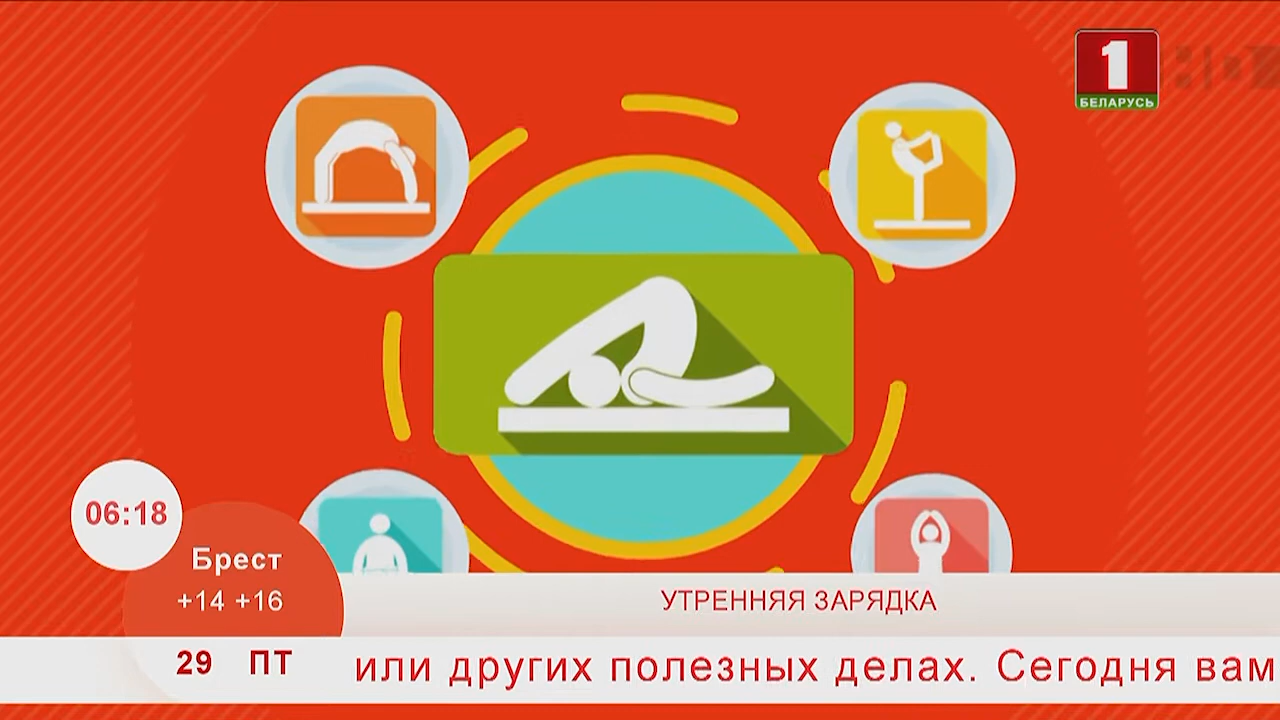 1
БЕЛАРУСЬ
06:18
Брест
+14 +16
УТРЕННЯЯ ЗАРЯДКА
29 ПТ
или других полезных делах. Сегодня вам